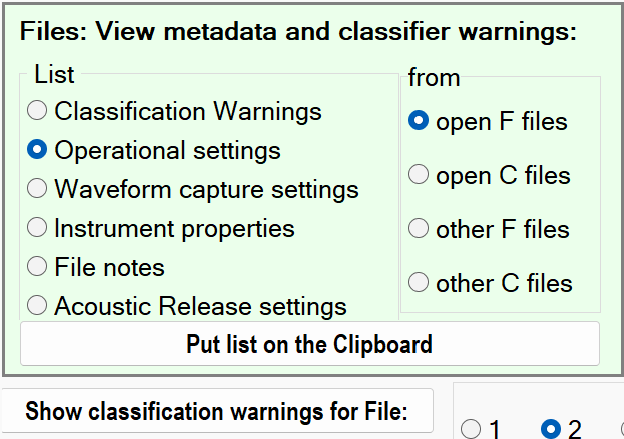 Files: View metadata and classifier warnings:
List
Classification Warnings
Operational settings
Waveform capture settings
Instrument properties
File notes
Acoustic Release settings
from
open F files
open C files
other F files
other C files
Put list on the Clipboard
Show classification warnings for File:
1 2